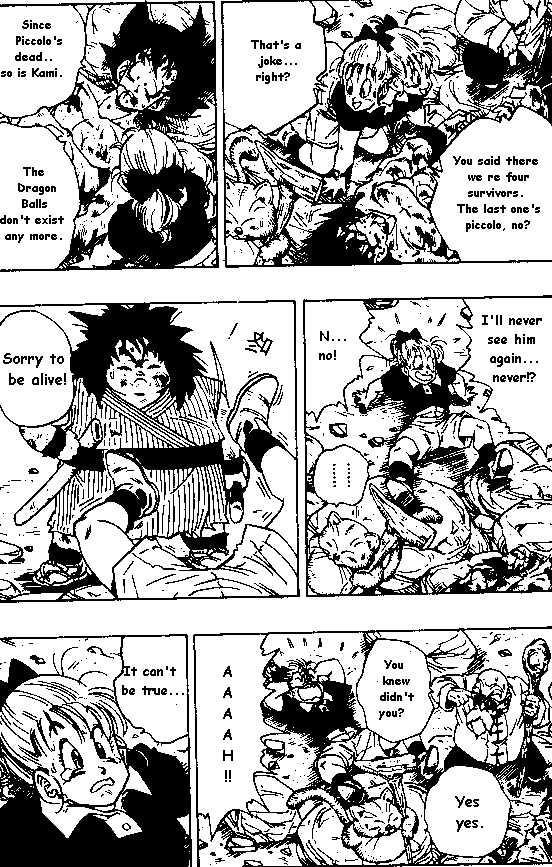 You said there
we re four
survivors.
The last one's
piccolo, no?
That's a
joke...
right?
Since
Piccolo's
dead..
so is Kami.
The
Dragon
Balls
don't exist
any more.
I'll never
see him
again...
never!?
N...
no!
Sorry to
be alive!
You
knew
didn't
you?
Yes
yes.
A
A
A
A
H
!!
It can't
be true...